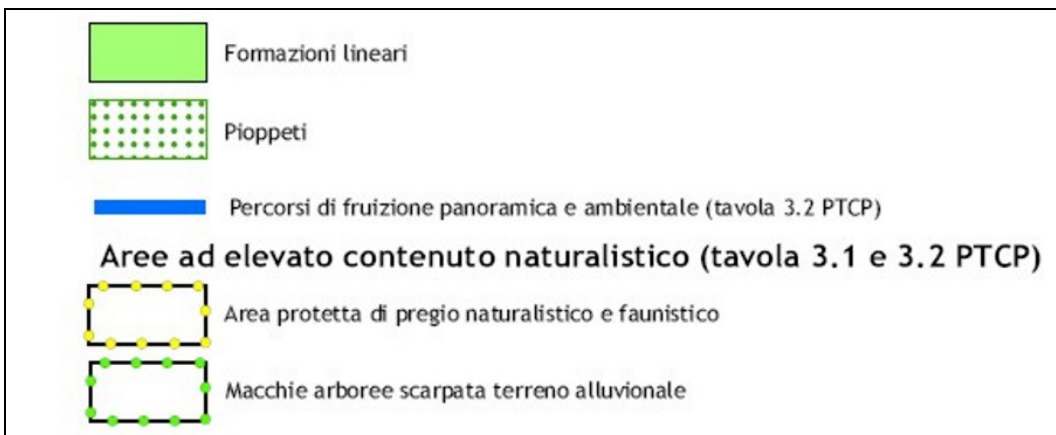 Formazioni lineari
Pioppeti
Percorsi di fruizione panoramica e ambientale (tavola 3.2 PTCP)
Aree ad elevato contenuto naturalistico (tavola 3.1 e 3.2 PTCP)
Area protetta di pregio naturalistico e faunistico
Macchie arboree scarpata terreno alluvionale